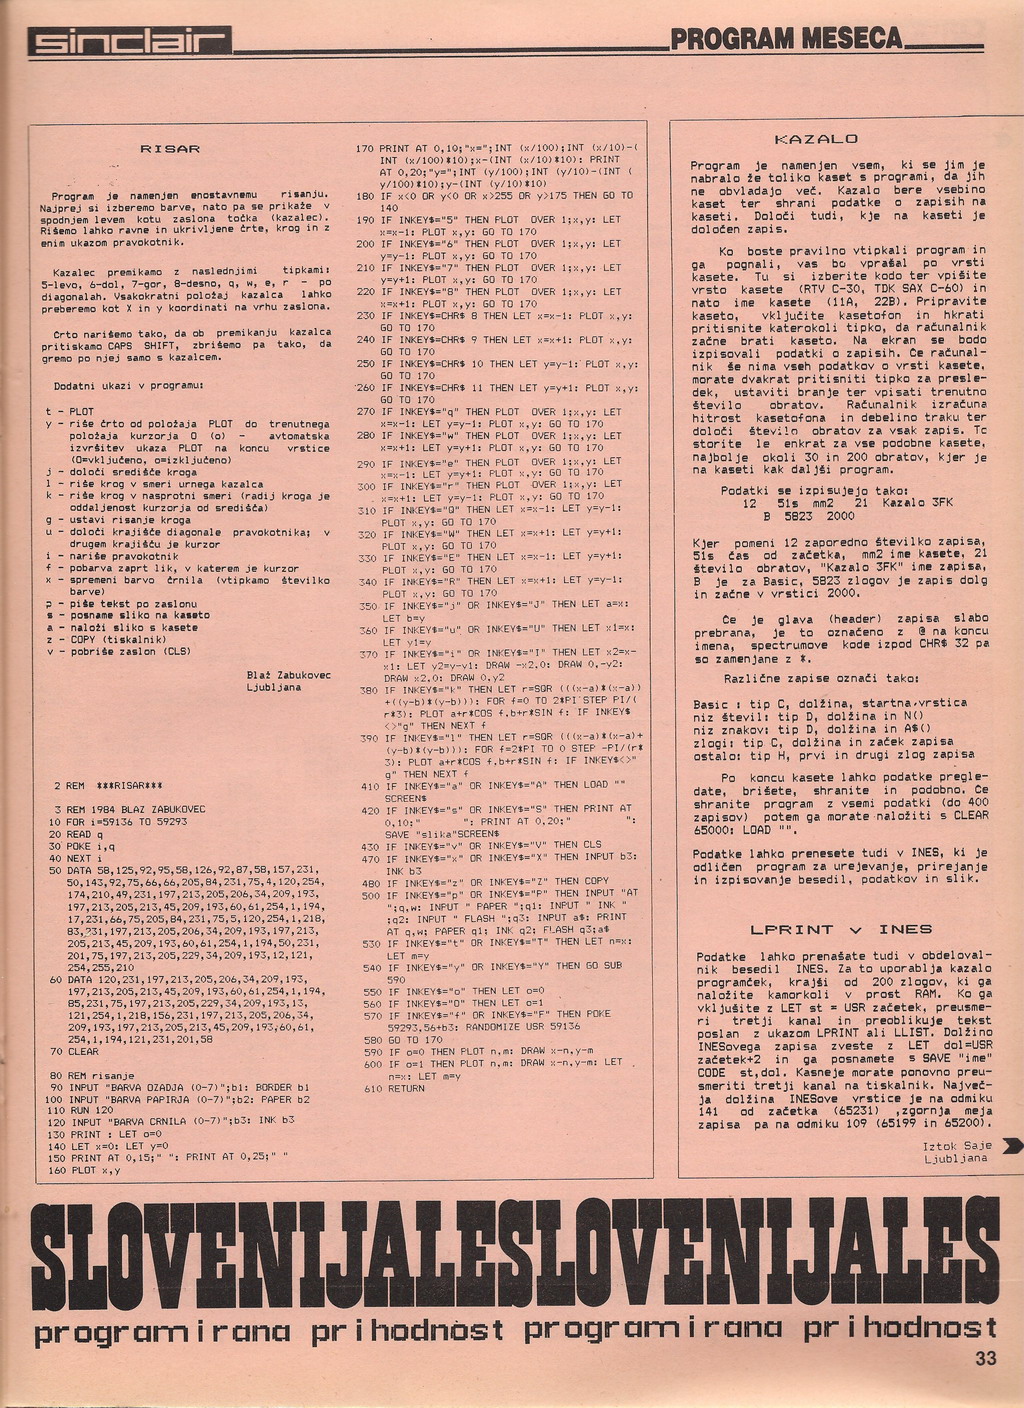 sinclair
PROGRAM MESECA
RISAR
Program je namenjen enostavnemu risanju.
Najprej si izberemo barve, nato pa se prikaže v
spodnjem levem kotu zaslona točka (kazalec).
Rišemo lahko ravne in ukrivljene črte, krog in z
enim ukazom pravokotnik.
Kazalec premikamo z naslednjimi tipkami:
5-levo, 6-dol, 7-gor, 8-desno, q, w, e, r - po
diagonalah. Vsakokratni položaj kazalca lahko
preberemo kot X in y koordinati na vrhu zaslona.
Črto narišemo tako, da ob premikanju kazalca
pritiskamo CAPS SHIFT, zbrišemo pa tako, da
gremo po njej samo s kazalcem.
Dodatni ukazi v programu:
t - PLOT
y - riše črto od položaja PLOT do trenutnega
položaja kurzorja O (o) - avtomatska
izvršitev ukaza PLOT na koncu vrstice
(O=vključeno, o=izključeno)
j - določi središče kroga
l - riše krog v smeri urnega kazalca
k - riše krog v nasprotni smeri (radij kroga je
oddaljenost kurzorja od središča)
g - ustavi risanje kroga
u - določi krajišče diagonale pravokotnika; v
drugem krajišču je kurzor
i - nariše pravokotnik
f - pobarva zaprt lik, v katerem je kurzor
x - spremeni barvo črnila (vtipkamo številko
barve)
p - piše tekst po zaslonu
s - posname sliko na kaseto
a - naloži sliko s kasete
z - COPY (tiskalnik)
v - pobriše zaslon (CLS)
Blaž Zabukovec
Ljubljana
2 REM ***RISAR***
3 REM 1984 BLAZ ZABUKOVEC
10 FOR i=59136 TO 59293
20 READ q
30 POKE i,q
40 NEXT i
50 DATA 58,125,92,95,58,126,92,87,58,157,231,
50,143,92,75,66,66,205,84,231,75,4,120,254,
174,210,49,231,197,213,205,206,34,209,193,
197,213,205,213,45,209,193,60,61,254,1,194,
17,231,66,75,205,84,231,75,5,120,254,1,218,
83,231,197,213,205,206,34,209,193,197,213,
205,213,45,209,193,60,61,254,1,194,50,231,
201,75,197,213,205,229,34,209,193,12,121,
254,255,210
60 DATA 120,231,197,213,205,206,34,209,193,
197,213,205,213,45,209,193,60,61,254,1,194,
85,231,75,197,213,205,229,34,209,193,13,
121,254,1,218,156,231,197,213,205,206,34,
209,193,197,213,205,213,45,209,193,60,61,
254,1,194,121,231,201,58
70 CLEAR
80 REM risanje
90 INPUT "BARVA OZADJA (0-7)";b1: BORDER b1
100 INPUT "BARVA PAPIRJA (0-7)";b2: PAPER b2
110 RUN 120
120 INPUT "BARVA CRNILA (0-7)";b3: INK b3
130 PRINT : LET o=0
140 LET x=0: LET y=0
150 PRINT AT 0,15;" ": PRINT AT 0,25;" "
160 PLOT x,y
170 PRINT AT 0,10;"x=";INT (x/100);INT (x/10)-(
INT (x/100)*10);x-(INT (x/10)*10): PRINT
AT 0,20;"y=";INT (y/100);INT (y/10)-(INT (
y/100)*10);y-(INT (y/10)*10)
180 IF x<0 OR y<0 OR x>255 OR y>175 THEN GO TO
140
190 IF INKEY$="5" THEN PLOT OVER 1;x,y: LET
x=x-1: PLOT x,y: GO TO 170
200 IF INKEY$="6" THEN PLOT OVER 1;x,y: LET
y=y-1: PLOT x,y: GO TO 170
210 IF INKEY$="7" THEN PLOT OVER 1;x,y: LET
y=y+1: PLOT x,y: GO TO 170
220 IF INKEY$="8" THEN PLOT OVER 1;x,y: LET
x=x+1: PLOT x,y: GO TO 170
230 IF INKEY$=CHR$ 8 THEN LET x=x-1: PLOT x,y:
GO TO 170
240 IF INKEY$=CHR$ 9 THEN LET x=x+1: PLOT x,y:
GO TO 170
250 IF INKEY$=CHR$ 10 THEN LET y=y-1: PLOT x,y:
GO TO 170
260 IF INKEY$=CHR$ 11 THEN LET y=y+1: PLOT x,y:
GO TO 170
270 IF INKEY$="q" THEN PLOT OVER 1;x,y: LET
x=x-1: LET y=y-1: PLOT x,y: GO TO 170
280 IF INKEY$="w" THEN PLOT OVER 1;x,y: LET
x=x+1: LET y=y+1: PLOT x,y: GO TO 170
290 IF INKEY$="e" THEN PLOT OVER 1;x,y: LET
x=x-1: LET y=y+1: PLOT x,y: GO TO 170
300 IF INKEY$="r" THEN PLOT OVER 1;x,y: LET
x=x+1: LET y=y-1: PLOT x,y: GO TO 170
310 IF INKEY$="Q" THEN LET x=x-1: LET y=y-1:
PLOT x,y: GO TO 170
320 IF INKEY$="W" THEN LET x=x+1: LET y=y+1:
PLOT x,y: GO TO 170
330 IF INKEY$="E" THEN LET x=x-1: LET y=y+1:
PLOT x,y: GO TO 170
340 IF INKEY$="R" THEN LET x=x+1: LET y=y-1:
PLOT x,y: GO TO 170
350 IF INKEY$="j" OR INKEY$="J" THEN LET a=x:
LET b=y
360 IF INKEY$="u" OR INKEY$="U" THEN LET x1=x:
LET y1=y
370 IF INKEY$="i" OR INKEY$="I" THEN LET x2=x-
x1: LET y2=y-y1: DRAW -x2,0: DRAW 0,-y2:
DRAW x2,0: DRAW 0,y2
380 IF INKEY$="k" THEN LET r=SQR (((x-a)*(x-a))
+((y-b)*(y-b))): FOR f=0 TO 2*PI STEP PI/(
r*3): PLOT a+r*COS f,b+r*SIN f: IF INKEY$
<>"g" THEN NEXT f
390 IF INKEY$="l" THEN LET r=SQR (((x-a)*(x-a)+
(y-b)*(y-b))): FOR f=2*PI TO 0 STEP -PI/(r*
3): PLOT a+r*COS f,b+r*SIN f: IF INKEY$<>"
g" THEN NEXT f
410 IF INKEY$="a" OR INKEY$="A" THEN LOAD ""
SCREEN$
420 IF INKEY$="s" OR INKEY$="S" THEN PRINT AT
0,10;" ": PRINT AT 0,20;" ":
SAVE "slika"SCREEN$
430 IF INKEY$="v" OR INKEY$="V" THEN CLS
470 IF INKEY$="x" OR INKEY$="X" THEN INPUT b3:
INK b3
480 IF INKEY$="z" OR INKEY$="Z" THEN COPY
500 IF INKEY$="p" OR INKEY$="P" THEN INPUT "AT
";q,w: INPUT " PAPER ";q1: INPUT " INK "
;q2: INPUT " FLASH ";q3: INPUT a$: PRINT
AT q,w; PAPER q1; INK q2; FLASH q3;a$
530 IF INKEY$="t" OR INKEY$="T" THEN LET n=x:
LET m=y
540 IF INKEY$="y" OR INKEY$="Y" THEN GO SUB
590
550 IF INKEY$="o" THEN LET o=0
560 IF INKEY$="O" THEN LET o=1
570 IF INKEY$="f" OR INKEY$="F" THEN POKE
59293,56+b3: RANDOMIZE USR 59136
580 GO TO 170
590 IF o=0 THEN PLOT n,m: DRAW x-n,y-m
600 IF o=1 THEN PLOT n,m: DRAW x-n,y-m: LET
n=x: LET m=y
610 RETURN
KAZALO
Program je namenjen vsem, ki se jim je
nabralo že toliko kaset s programi, da jih
ne obvladajo več. Kazalo bere vsebino
kaset ter shrani podatke o zapisih na
kaseti. Določi tudi, kje na kaseti je
določen zapis.
Ko boste pravilno vtipkali program in
ga pognali, vas bo vprašal po vrsti
kasete. Tu si izberite kodo ter vpišite
vrsto kasete (RTV C-30, TDK SAX C-60) in
nato ime kasete (11A, 22B). Pripravite
kaseto, vključite kasetofon in hkrati
pritisnite katerokoli tipko, da računalnik
začne brati kaseto. Na ekran se bodo
izpisovali podatki o zapisih. Če računal-
nik še nima vseh podatkov o vrsti kasete,
morate dvakrat pritisniti tipko za presle-
dek, ustaviti branje ter vpisati trenutno
število obratov. Računalnik izračuna
hitrost kasetofona in debelino traku ter
določi število obratov za vsak zapis. To
storite le enkrat za vse podobne kasete,
najbolje okoli 30 in 200 obratov, kjer je
na kaseti kak daljši program.
Podatki se izpisujejo tako:
12 51s mm2 21 Kazalo 3FK
B 5823 2000
Kjer pomeni 12 zaporedno številko zapisa,
51s čas od začetka, mm2 ime kasete, 21
število obratov, "Kazalo 3FK" ime zapisa,
B je za Basic, 5823 zlogov je zapis dolg
in začne v vrstici 2000.
Če je glava (header) zapisa slabo
prebrana, je to označeno z @ na koncu
imena, spectrumove kode izpod CHR$ 32 pa
so zamenjane z *.
Različne zapise označi tako:
Basic : tip C, dolžina, startna vrstica
niz števil: tip D, dolžina in N()
niz znakov: tip D, dolžina in A$()
zlogi: tip C, dolžina in začek zapisa
ostalo: tip H, prvi in drugi zlog zapisa
Po koncu kasete lahko podatke pregle-
date, brišete, shranite in podobno. Če
shranite program z vsemi podatki (do 400
zapisov) potem ga morate naložiti s CLEAR
65000: LOAD "".
Podatke lahko prenesete tudi v INES, ki je
odličen program za urejevanje, prirejanje
in izpisovanje besedil, podatkov in slik.
LPRINT v INES
Podatke lahko prenašate tudi v obdeloval-
nik besedil INES. Za to uporablja kazalo
programček, krajši od 200 zlogov, ki ga
naložite kamorkoli v prost RAM. Ko ga
vključite z LET st = USR začetek, preusme-
ri tretji kanal in preoblikuje tekst
poslan z ukazom LPRINT ali LLIST. Dolžino
INESovega zapisa zveste z LET dol=USR
začetek+2 in ga posnamete s SAVE "ime"
CODE st,dol. Kasneje morate ponovno preu-
smeriti tretji kanal na tiskalnik. Največ-
ja dolžina INESove vrstice je na odmiku
141 od začetka (65231) ,zgornja meja
zapisa pa na odmiku 109 (65199 in 65200).
Iztok Saje
Ljubljana
SLOVENIJALESSLOVENIJALES
programirana prihodnost programirana prihodnost
33